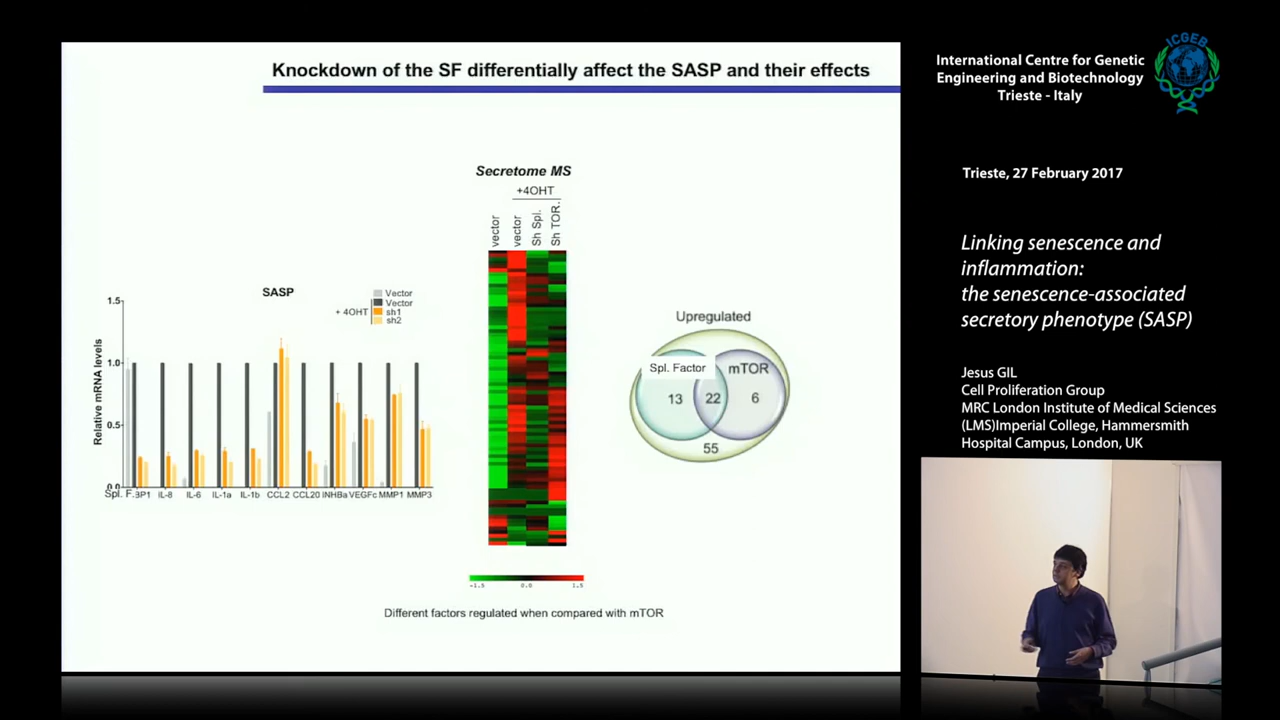 Knockdown of the SF differentially affect the SASP and their effects
Secretome MS
+4OHT
vector
vector
Sh Spl.
Sh TOR.
SASP
Vector
Vector
+ 4OHT
sh1
sh2
Relative mRNA levels
1.5
1.0
0.5
0.0
Spl. F.
BP1
IL-8
IL-6
IL-1a
IL-1b
CCL2
CCL20
INHBa
VEGFc
MMP1
MMP3
-1.5
0.0
1.5
Upregulated
Spl. Factor
mTOR
13
22
6
55
Different factors regulated when compared with mTOR
International Centre for Genetic
Engineering and Biotechnology
Trieste - Italy
ICGEB
Trieste, 27 February 2017
Linking senescence and
inflammation:
the senescence-associated
secretory phenotype (SASP)
Jesus GIL
Cell Proliferation Group
MRC London Institute of Medical Sciences
(LMS)Imperial College, Hammersmith
Hospital Campus, London, UK